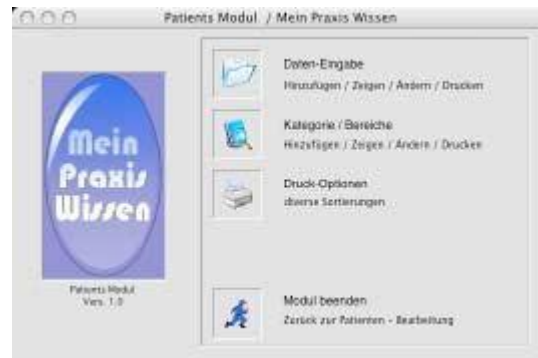 Patients Modul / Mein Praxis Wissen
Mein
Praxis
Wissen
Patients Modul
Vers. 1.0
Daten-Eingabe
Hinzufügen / Zeigen / Ändern / Drucken
Kategorie / Bereiche
Hinzufügen / Zeigen / Ändern / Drucken
Druck-Optionen
diverse Sortierungen
Modul beenden
Zurück zur Patienten - Bearbeitung